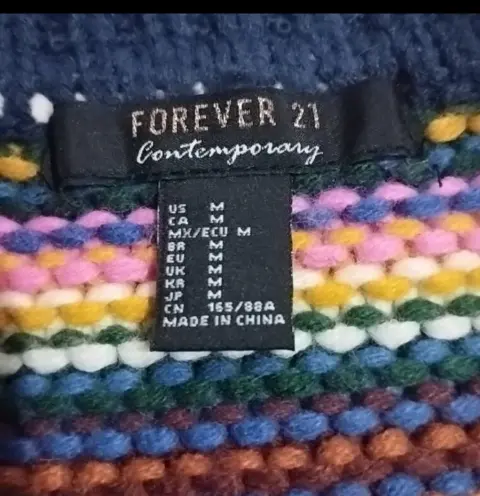 FOREVER 21
Contemporary
US M
CA M
MX/ECU M
BR M
EU M
UK M
KR M
JP M
CN 165/88A
MADE IN CHINA